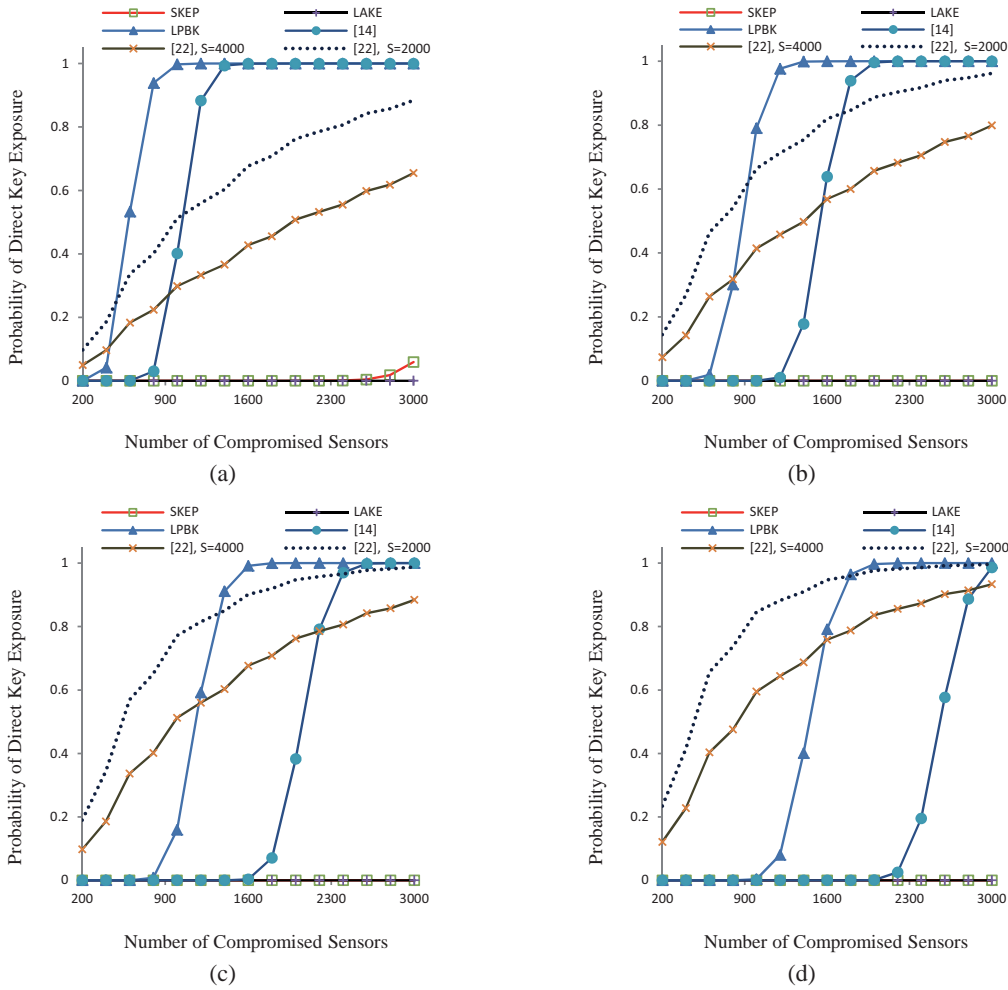 SKEP
LAKE
LPBK
[14]
[22], S=4000
[22], S=2000
Probability of Direct Key Exposure
1
0.8
0.6
0.4
0.2
0
200
900
1600
2300
3000
Number of Compromised Sensors
(a)
SKEP
LAKE
LPBK
[14]
[22], S=4000
[22], S=2000
Probability of Direct Key Exposure
1
0.8
0.6
0.4
0.2
0
200
900
1600
2300
3000
Number of Compromised Sensors
(b)
SKEP
LAKE
LPBK
[14]
[22], S=4000
[22], S=2000
Probability of Direct Key Exposure
1
0.8
0.6
0.4
0.2
0
200
900
1600
2300
3000
Number of Compromised Sensors
(c)
SKEP
LAKE
LPBK
[14]
[22], S=4000
[22], S=2000
Probability of Direct Key Exposure
1
0.8
0.6
0.4
0.2
0
200
900
1600
2300
3000
Number of Compromised Sensors
(d)